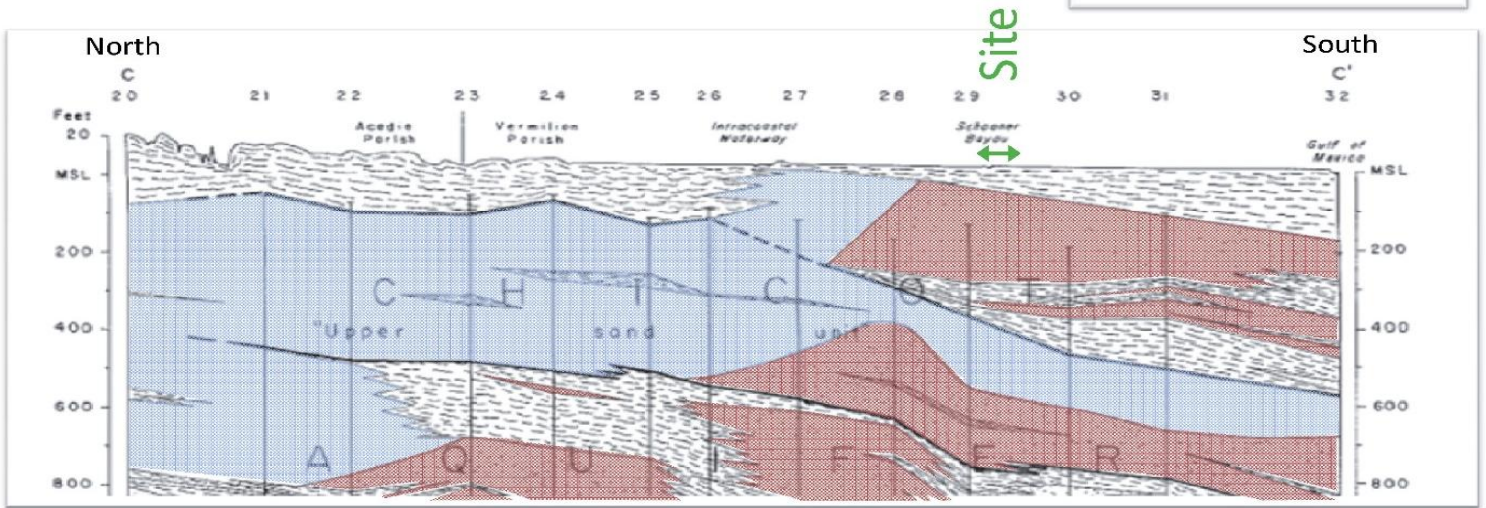 Site
North South
C C'
20 21 22 23 24 25 26 27 28 29 30 31 32
Feet
20
Acadia Parish
Vermilion Parish
Intracoastal Waterway
Schooner Bayou
Gulf of Mexico
MSL MSL
200 200
C H I C O T
"Upper sand unit"
400 400
600 600
A Q U I F E R
800 800